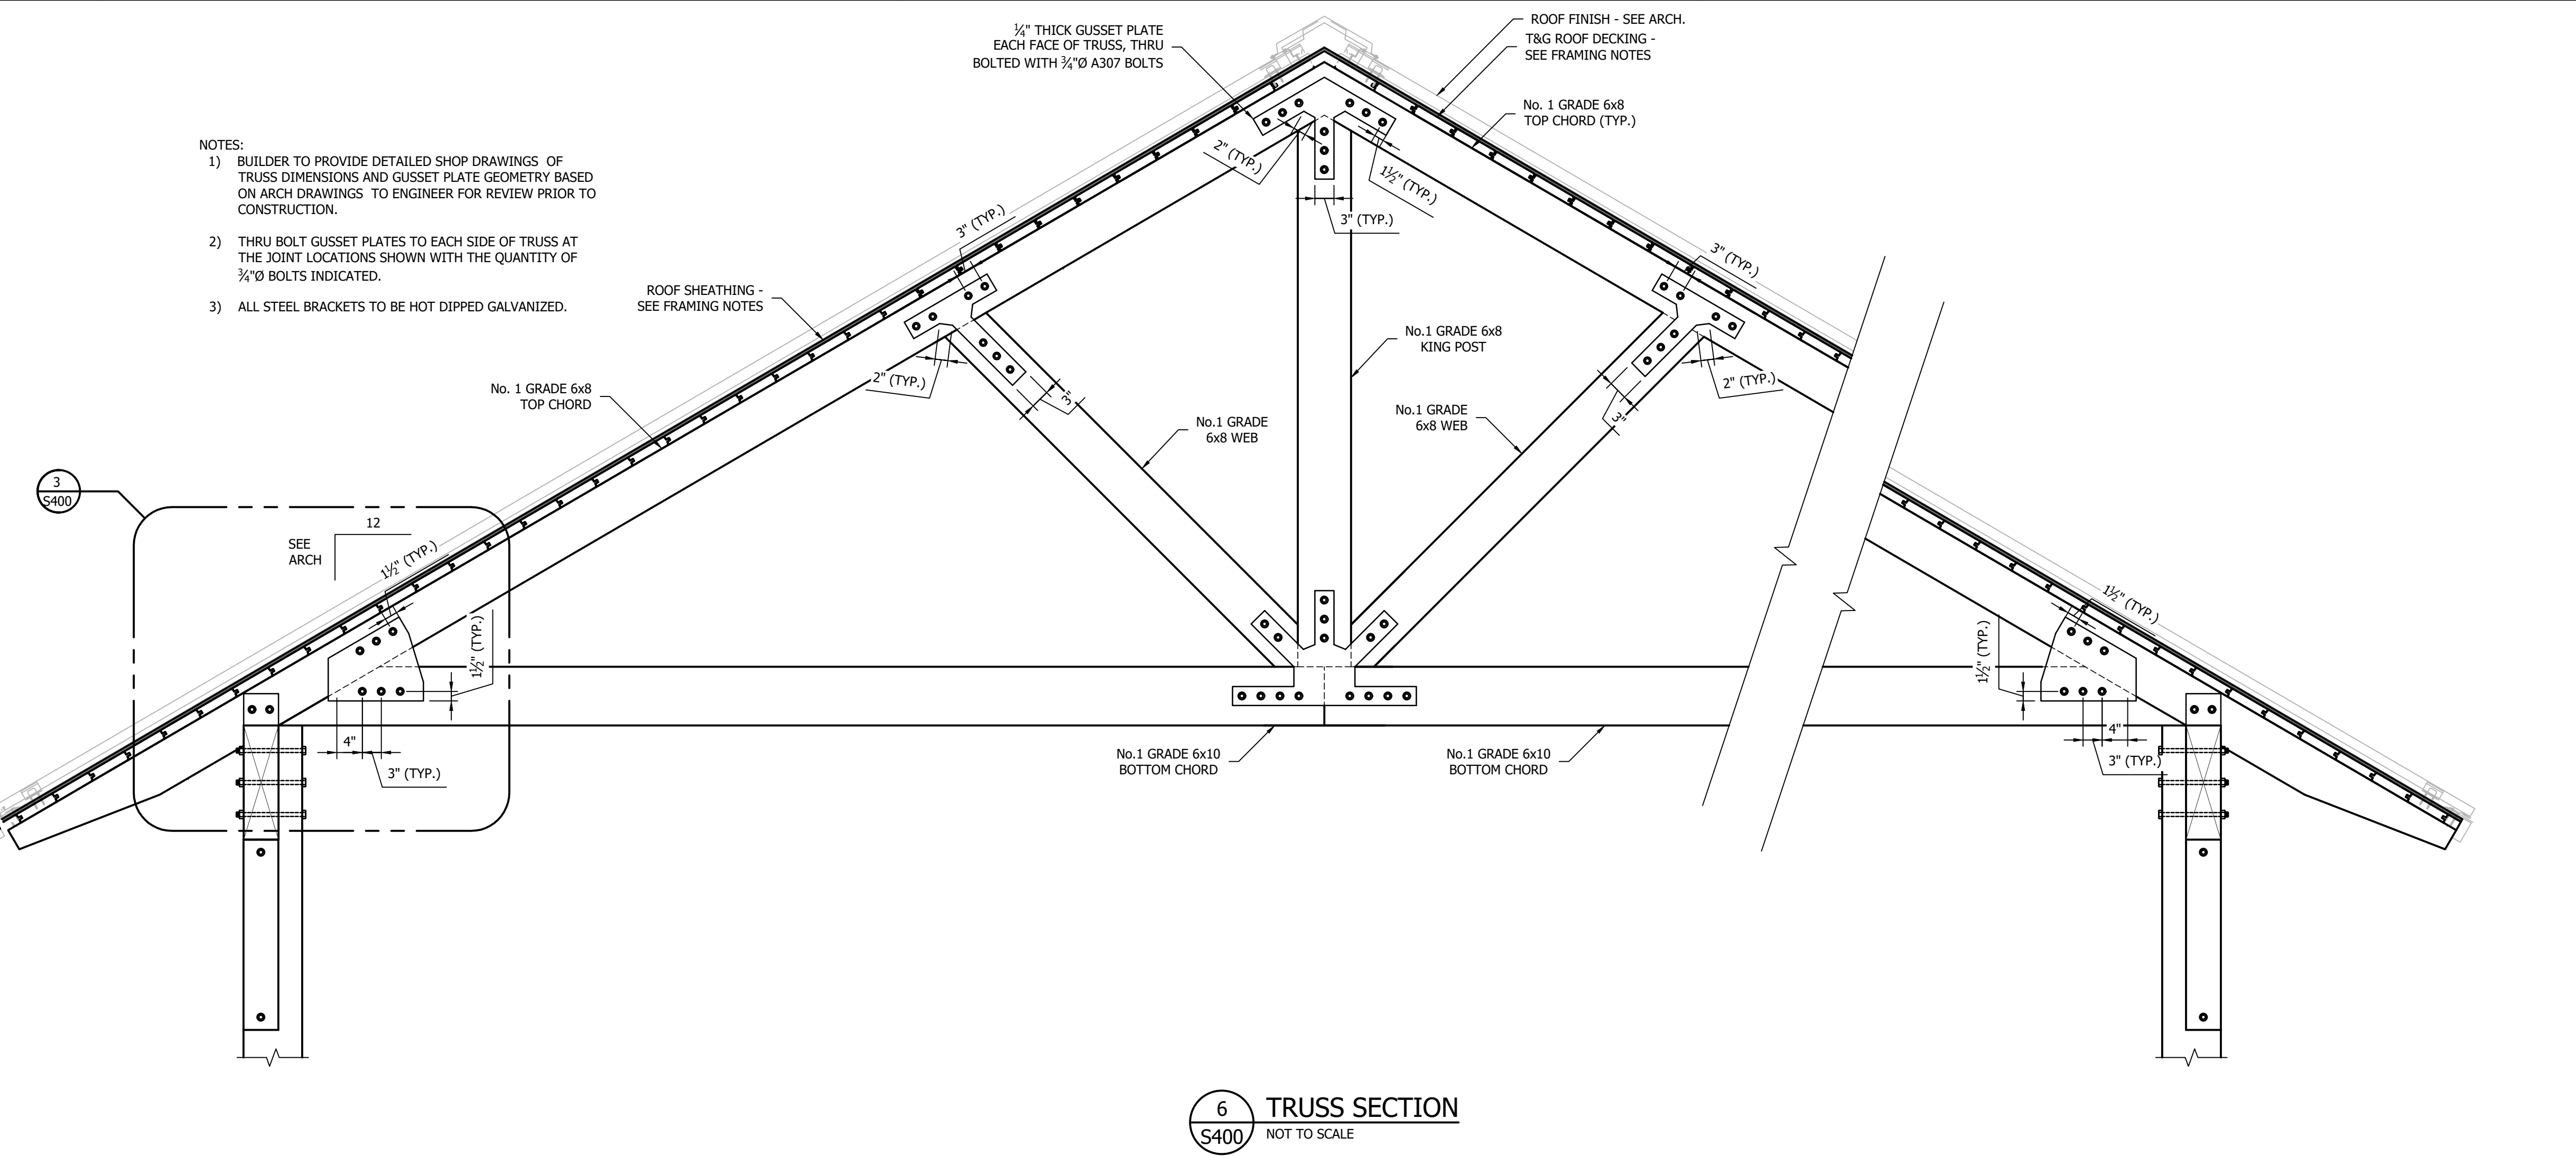 ¼" THICK GUSSET PLATE
EACH FACE OF TRUSS, THRU
BOLTED WITH ¾"Ø A307 BOLTS
ROOF FINISH - SEE ARCH.
T&G ROOF DECKING -
SEE FRAMING NOTES
No. 1 GRADE 6x8
TOP CHORD (TYP.)
NOTES:
1) BUILDER TO PROVIDE DETAILED SHOP DRAWINGS OF
TRUSS DIMENSIONS AND GUSSET PLATE GEOMETRY BASED
ON ARCH DRAWINGS TO ENGINEER FOR REVIEW PRIOR TO
CONSTRUCTION.
2) THRU BOLT GUSSET PLATES TO EACH SIDE OF TRUSS AT
THE JOINT LOCATIONS SHOWN WITH THE QUANTITY OF
¾"Ø BOLTS INDICATED.
3) ALL STEEL BRACKETS TO BE HOT DIPPED GALVANIZED.
2" (TYP.)
1½" (TYP.)
3" (TYP.)
3" (TYP.)
3" (TYP.)
ROOF SHEATHING -
SEE FRAMING NOTES
No.1 GRADE 6x8
KING POST
2" (TYP.)
3"
2" (TYP.)
3"
No. 1 GRADE 6x8
TOP CHORD
No.1 GRADE
6x8 WEB
No.1 GRADE
6x8 WEB
3
S400
12
SEE
ARCH
1½" (TYP.)
1½" (TYP.)
4"
3" (TYP.)
1½" (TYP.)
1½" (TYP.)
4"
3" (TYP.)
No.1 GRADE 6x10
BOTTOM CHORD
No.1 GRADE 6x10
BOTTOM CHORD
6
S400
TRUSS SECTION
NOT TO SCALE